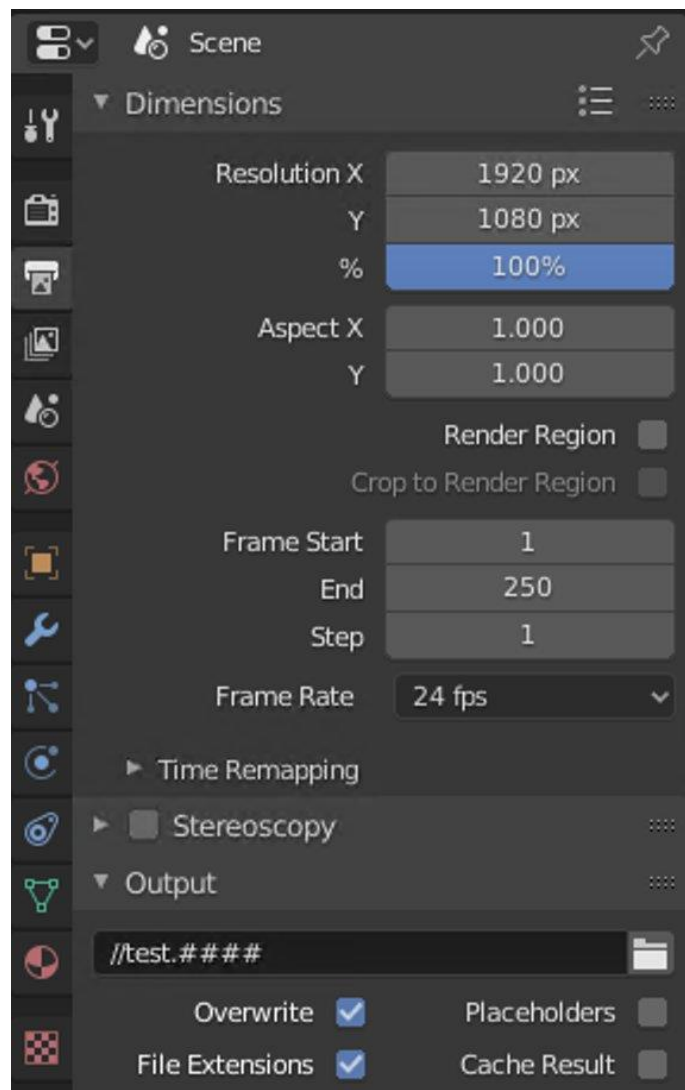 Scene
Dimensions
Resolution X 1920 px
Y 1080 px
% 100%
Aspect X 1.000
Y 1.000
Render Region
Crop to Render Region
Frame Start 1
End 250
Step 1
Frame Rate 24 fps
Time Remapping
Stereoscopy
Output
//test.####
Overwrite Placeholders
File Extensions Cache Result